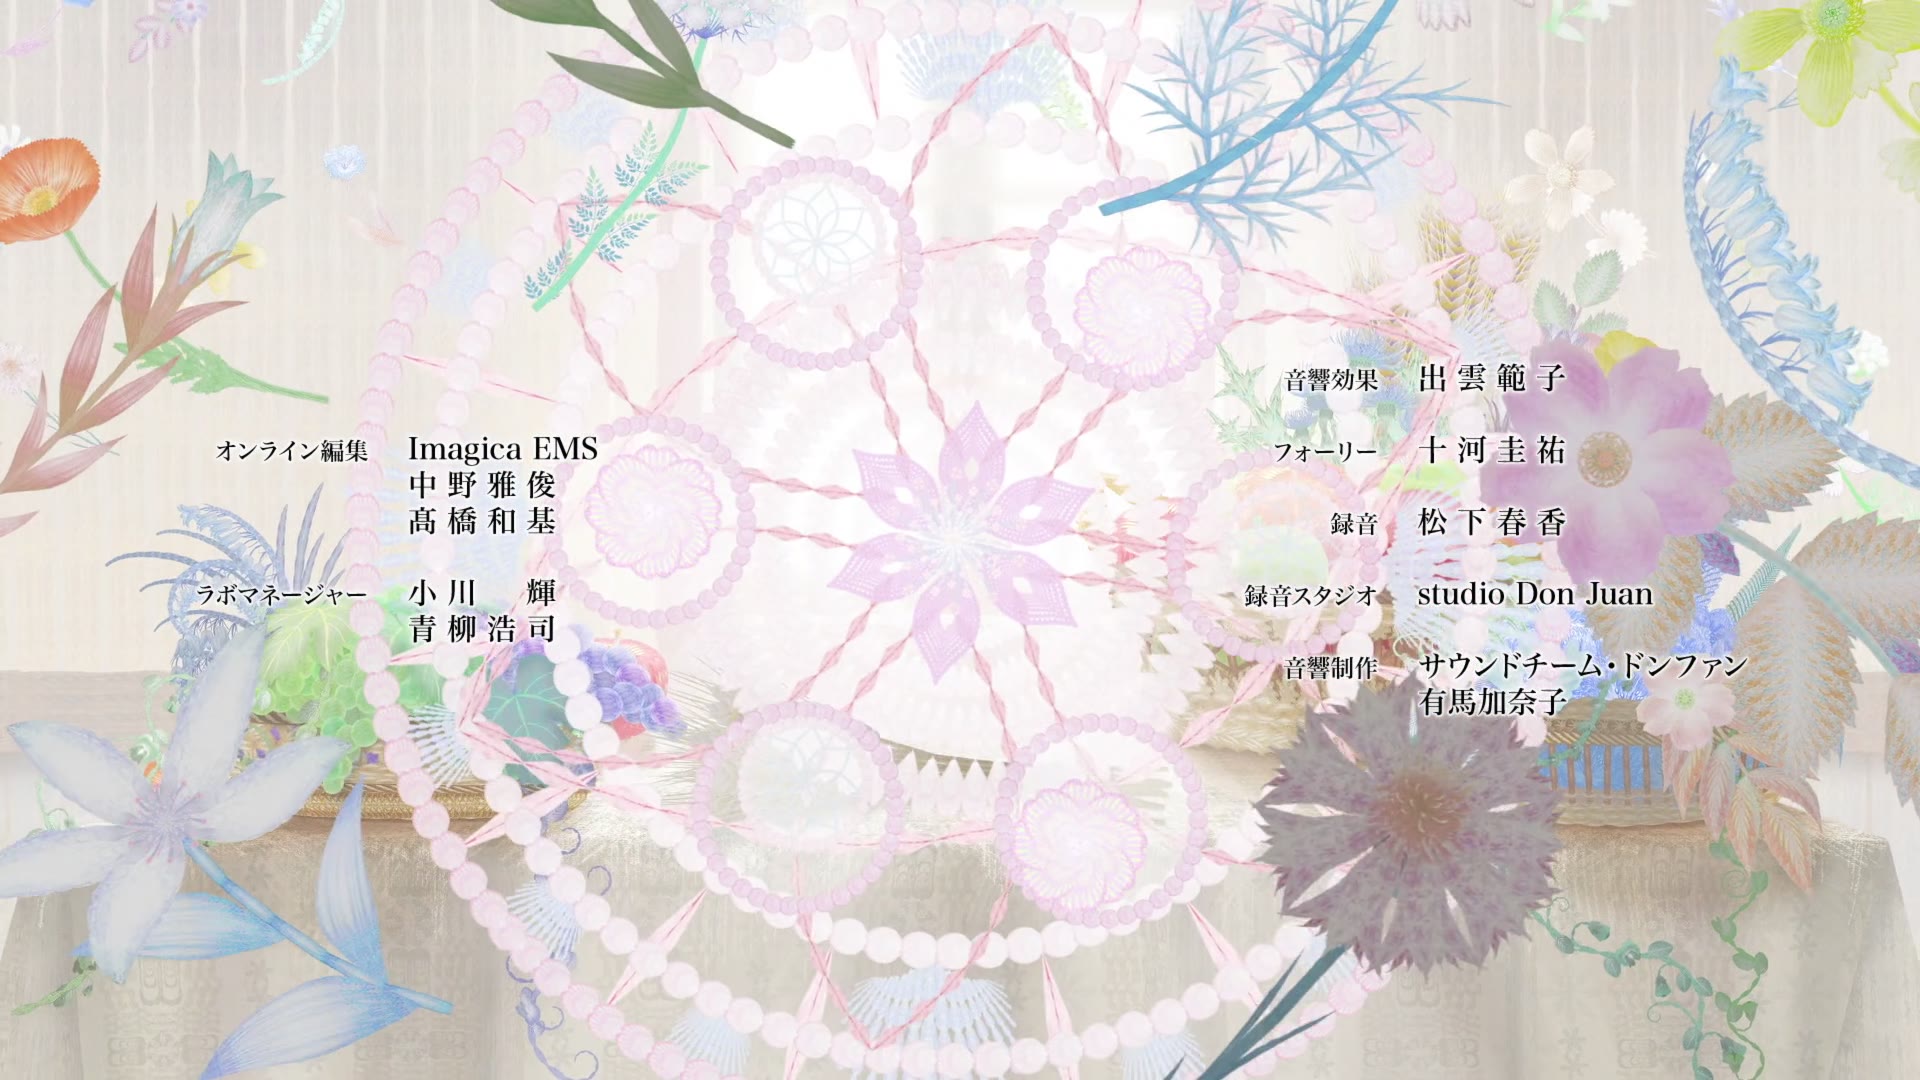 オンライン編集 Imagica EMS
中野雅俊
髙橋和基
ラボマネージャー 小川 輝
青柳浩司
音響効果 出雲範子
フォーリー 十河圭祐
録音 松下春香
録音スタジオ studio Don Juan
音響制作 サウンドチーム・ドンファン
有馬加奈子